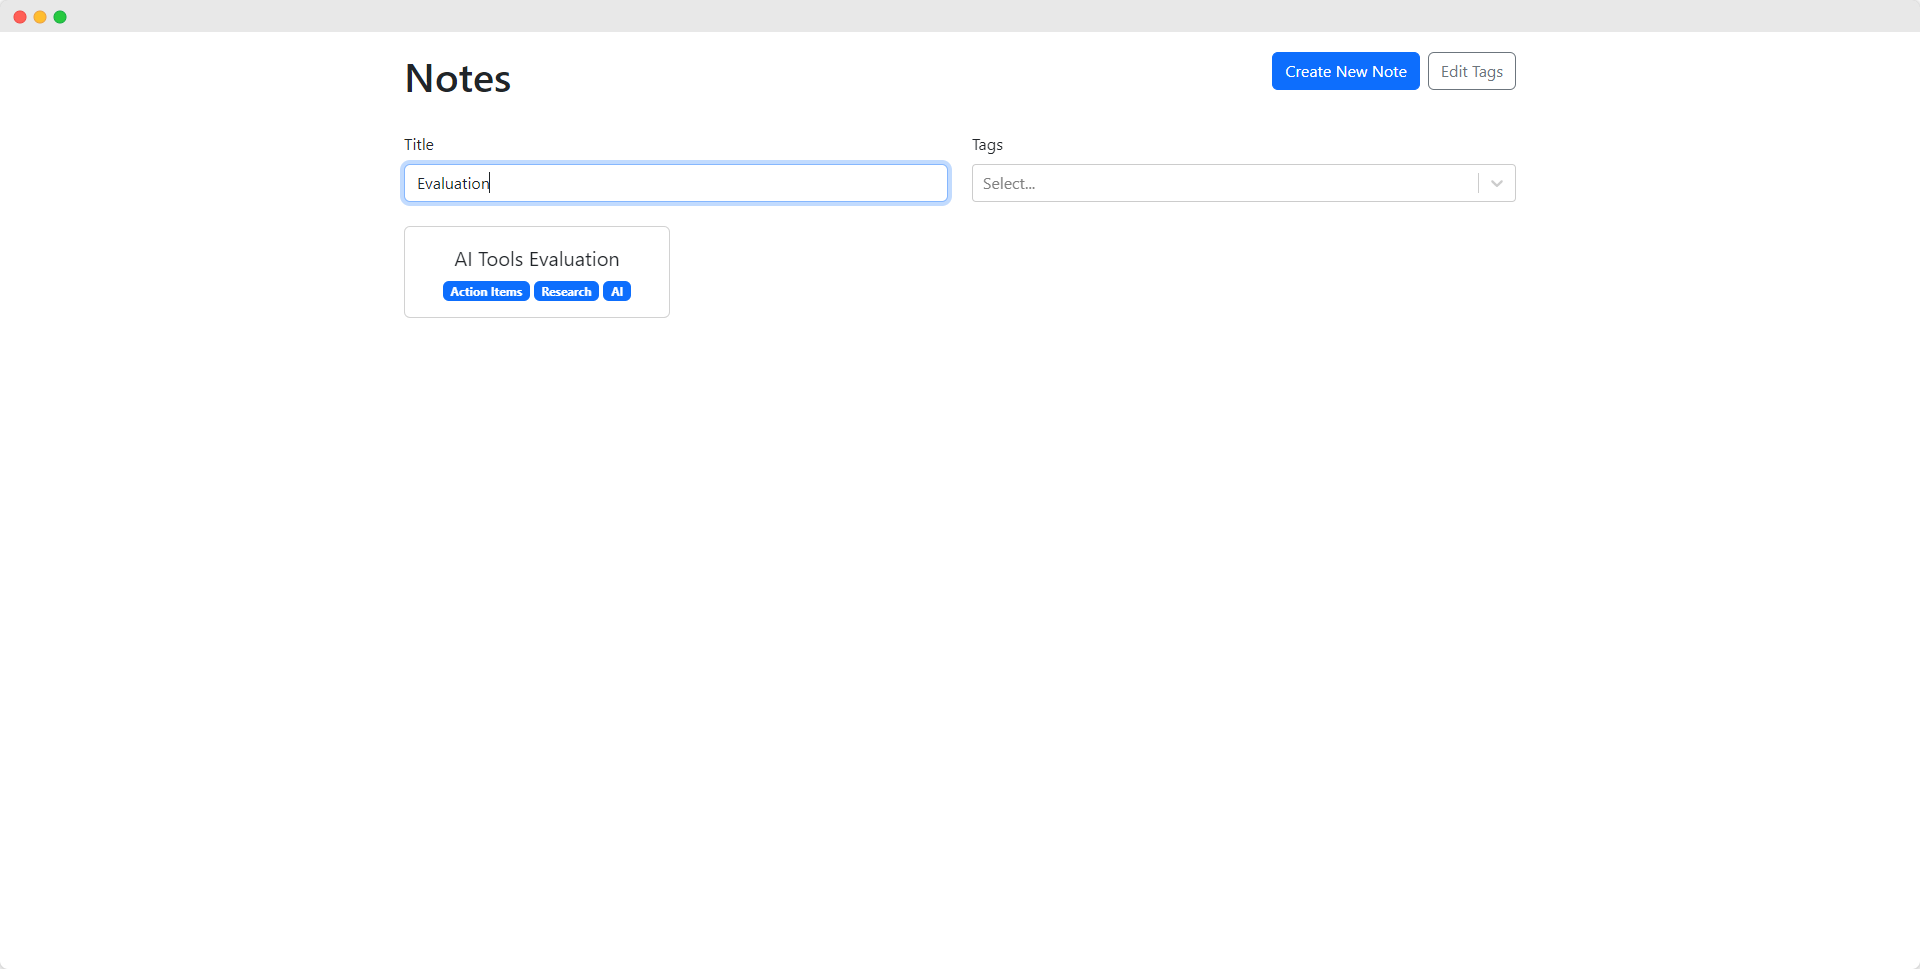 Notes
Create New Note
Edit Tags
Title
Tags
Evaluation
Select...
AI Tools Evaluation
Action Items Research AI